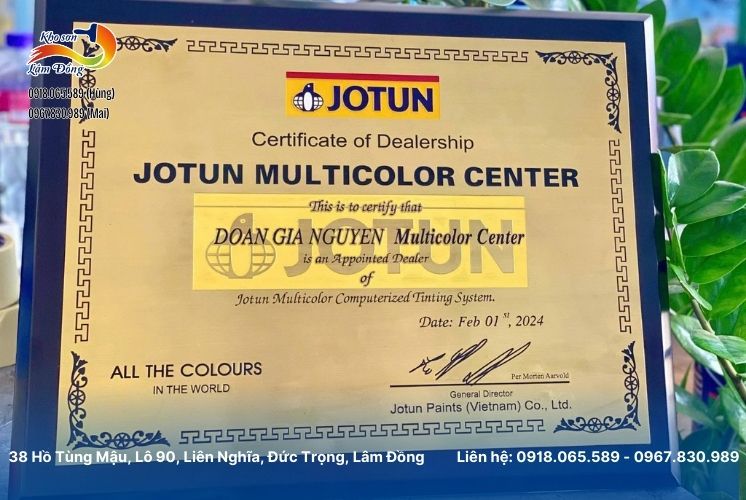 Kho sơn
Lâm Đồng
0918.065.589 (Hùng)
0967.830.989 (Mai)
JOTUN
Certificate of Dealership
JOTUN MULTICOLOR CENTER
This is to certify that
DOAN GIA NGUYEN Multicolor Center
is an Appointed Dealer
of
JOTUN
Jotun Multicolor Computerized Tinting System.
Date: Feb 01 st, 2024
ALL THE COLOURS
IN THE WORLD
Per Morten Aarvold
General Director
Jotun Paints (Vietnam) Co., Ltd.
38 Hồ Tùng Mậu, Lô 90, Liên Nghĩa, Đức Trọng, Lâm Đồng Liên hệ: 0918.065.589 - 0967.830.989